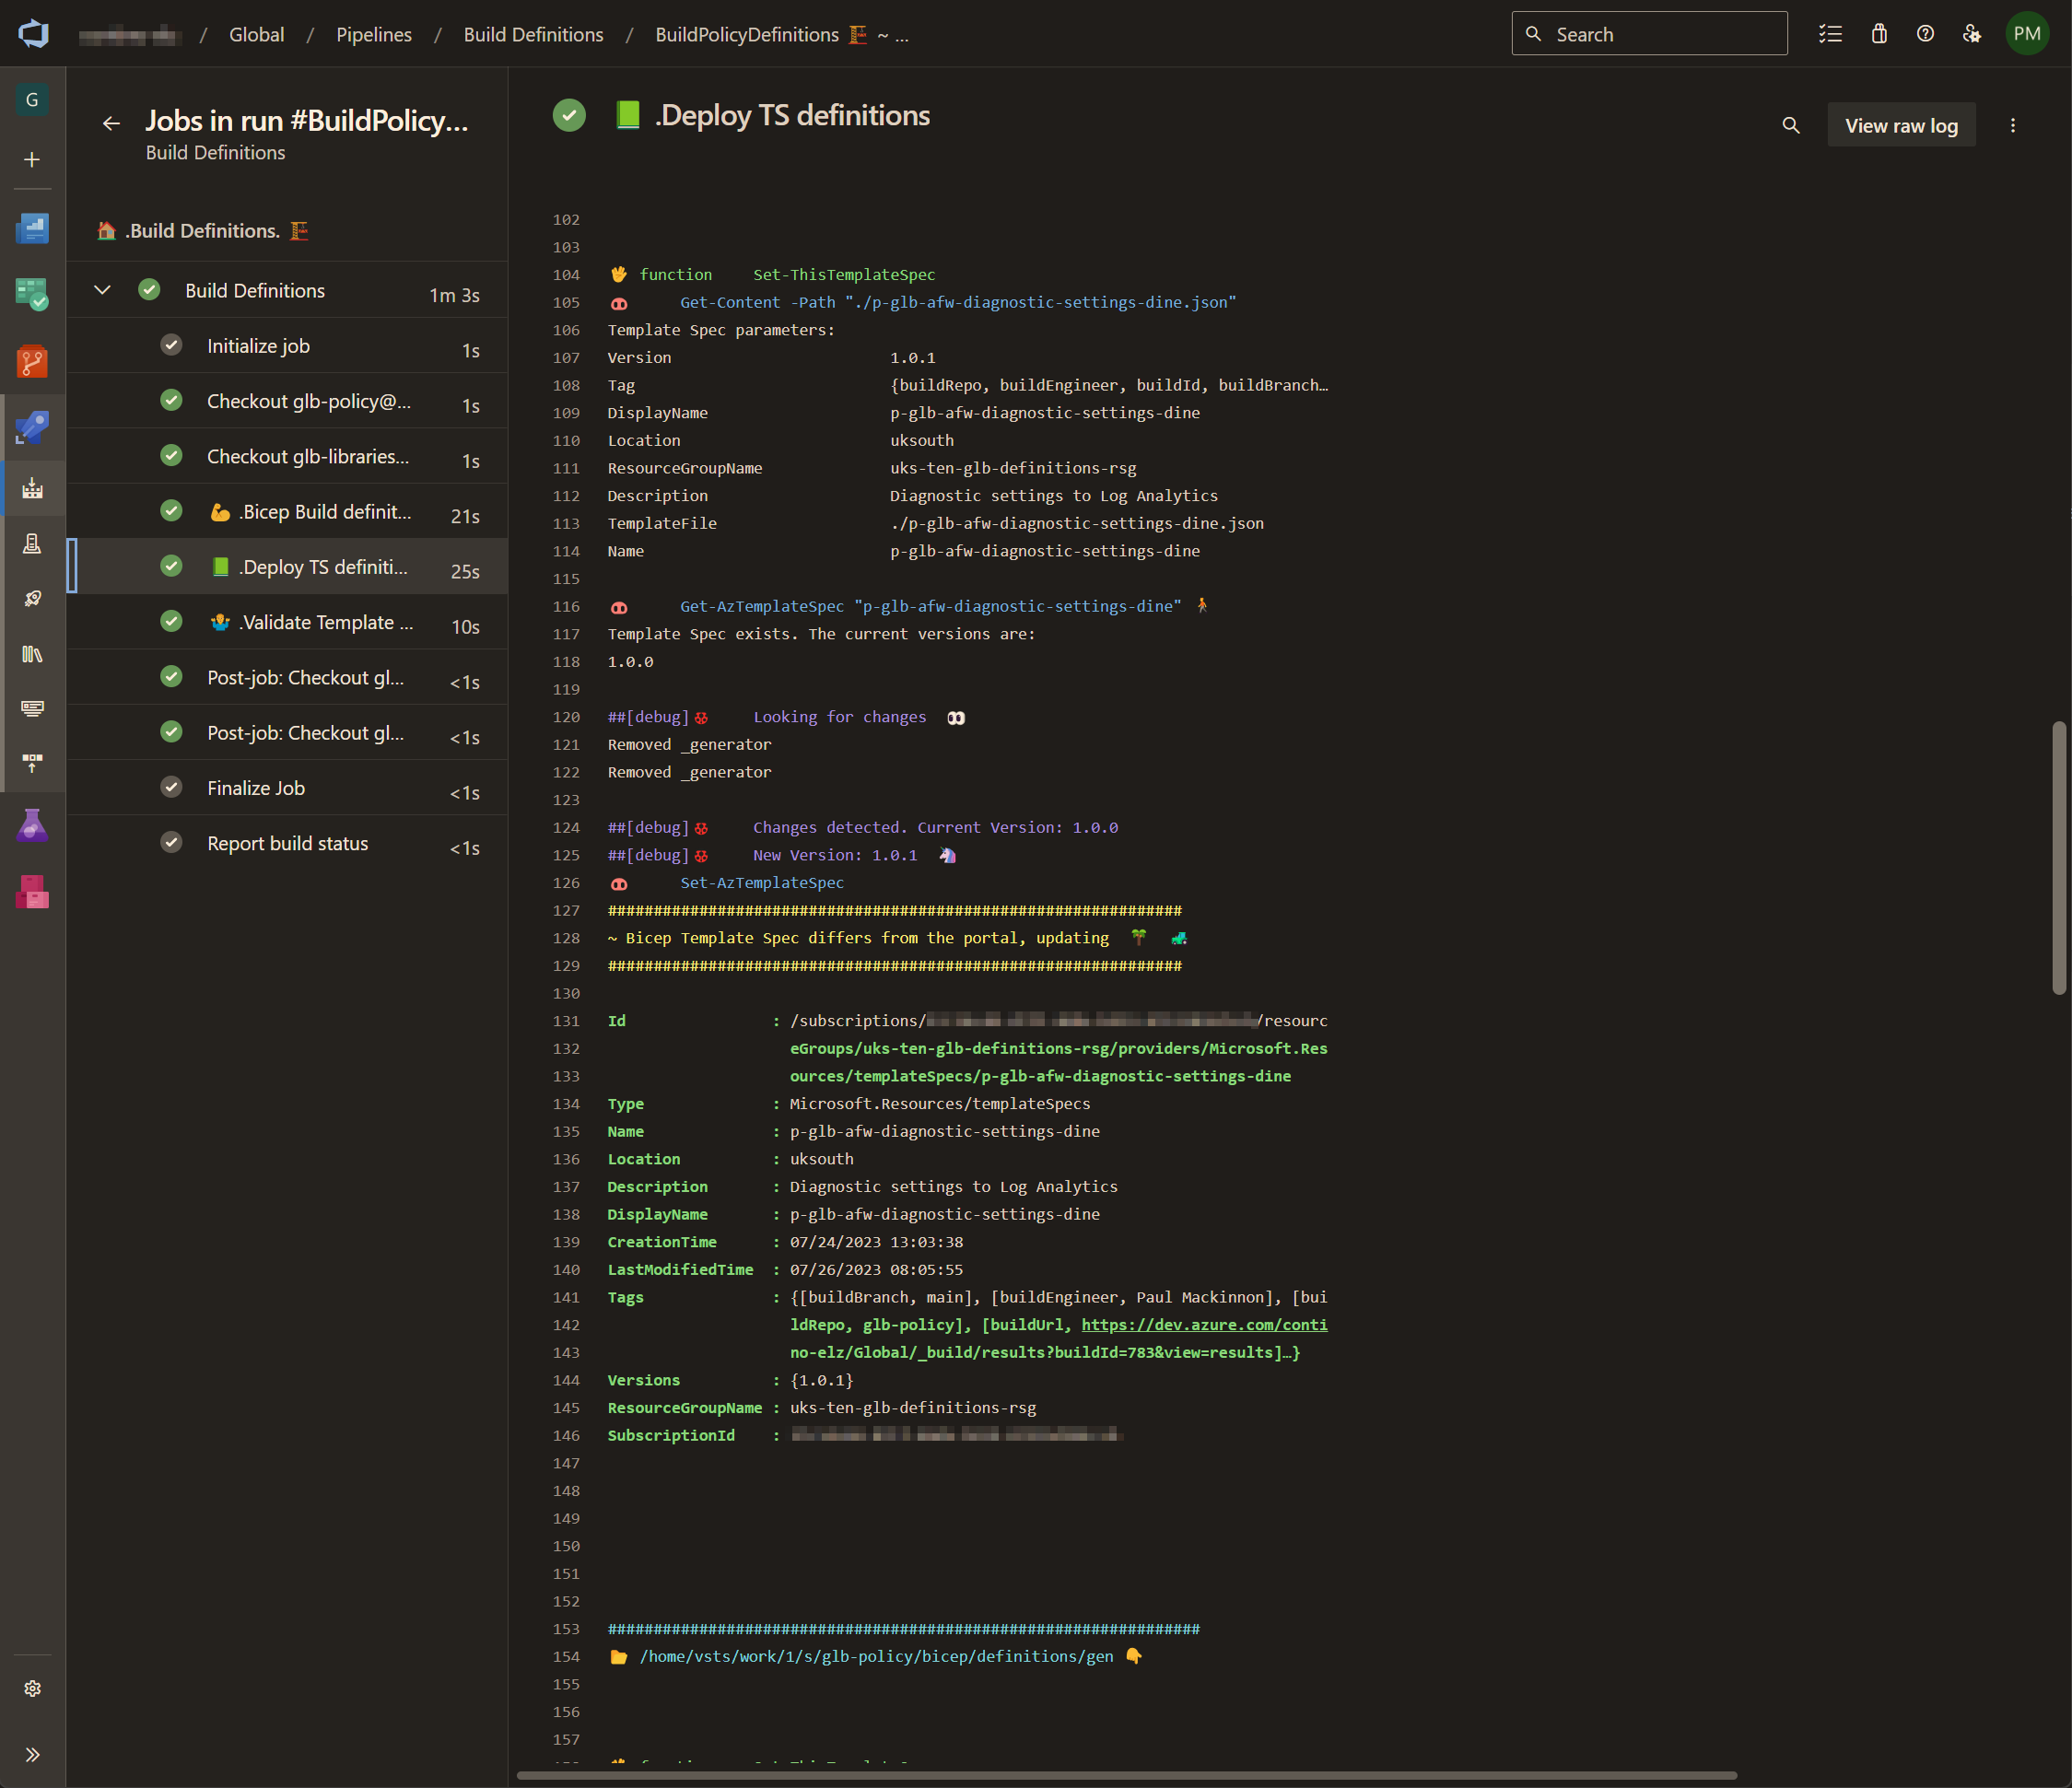 / Global / Pipelines / Build Definitions / BuildPolicyDefinitions 🏗️ ~ ...
Search
PM
G
Jobs in run #BuildPolicy...
Build Definitions
.Build Definitions.
Build Definitions 1m 3s
Initialize job 1s
Checkout glb-policy@... 1s
Checkout glb-libraries... 1s
💪 .Bicep Build definit... 21s
📗 .Deploy TS definiti... 25s
🤷‍♂️ .Validate Template ... 10s
Post-job: Checkout gl... <1s
Post-job: Checkout gl... <1s
Finalize Job <1s
Report build status <1s
📗 .Deploy TS definitions
View raw log
102
103
104 🖖 function Set-ThisTemplateSpec
105 🐽 Get-Content -Path "./p-glb-afw-diagnostic-settings-dine.json"
106 Template Spec parameters:
107 Version 1.0.1
108 Tag {buildRepo, buildEngineer, buildId, buildBranch…
109 DisplayName p-glb-afw-diagnostic-settings-dine
110 Location uksouth
111 ResourceGroupName uks-ten-glb-definitions-rsg
112 Description Diagnostic settings to Log Analytics
113 TemplateFile ./p-glb-afw-diagnostic-settings-dine.json
114 Name p-glb-afw-diagnostic-settings-dine
115
116 🐽 Get-AzTemplateSpec "p-glb-afw-diagnostic-settings-dine" 🚶
117 Template Spec exists. The current versions are:
118 1.0.0
119
120 ##[debug]🐞 Looking for changes 👀
121 Removed _generator
122 Removed _generator
123
124 ##[debug]🐞 Changes detected. Current Version: 1.0.0
125 ##[debug]🐞 New Version: 1.0.1 🦄
126 🐽 Set-AzTemplateSpec
127 ###############################################################
128 ~ Bicep Template Spec differs from the portal, updating 🌴 🚜
129 ###############################################################
130
131 Id : /subscriptions/ /resourc
132 eGroups/uks-ten-glb-definitions-rsg/providers/Microsoft.Res
133 ources/templateSpecs/p-glb-afw-diagnostic-settings-dine
134 Type : Microsoft.Resources/templateSpecs
135 Name : p-glb-afw-diagnostic-settings-dine
136 Location : uksouth
137 Description : Diagnostic settings to Log Analytics
138 DisplayName : p-glb-afw-diagnostic-settings-dine
139 CreationTime : 07/24/2023 13:03:38
140 LastModifiedTime : 07/26/2023 08:05:55
141 Tags : {[buildBranch, main], [buildEngineer, Paul Mackinnon], [bui
142 ldRepo, glb-policy], [buildUrl, https://dev.azure.com/conti
143 no-elz/Global/_build/results?buildId=783&view=results]…}
144 Versions : {1.0.1}
145 ResourceGroupName : uks-ten-glb-definitions-rsg
146 SubscriptionId :
147
148
149
150
151
152
153 #################################################################
154 📂 /home/vsts/work/1/s/glb-policy/bicep/definitions/gen 👇
155
156
157